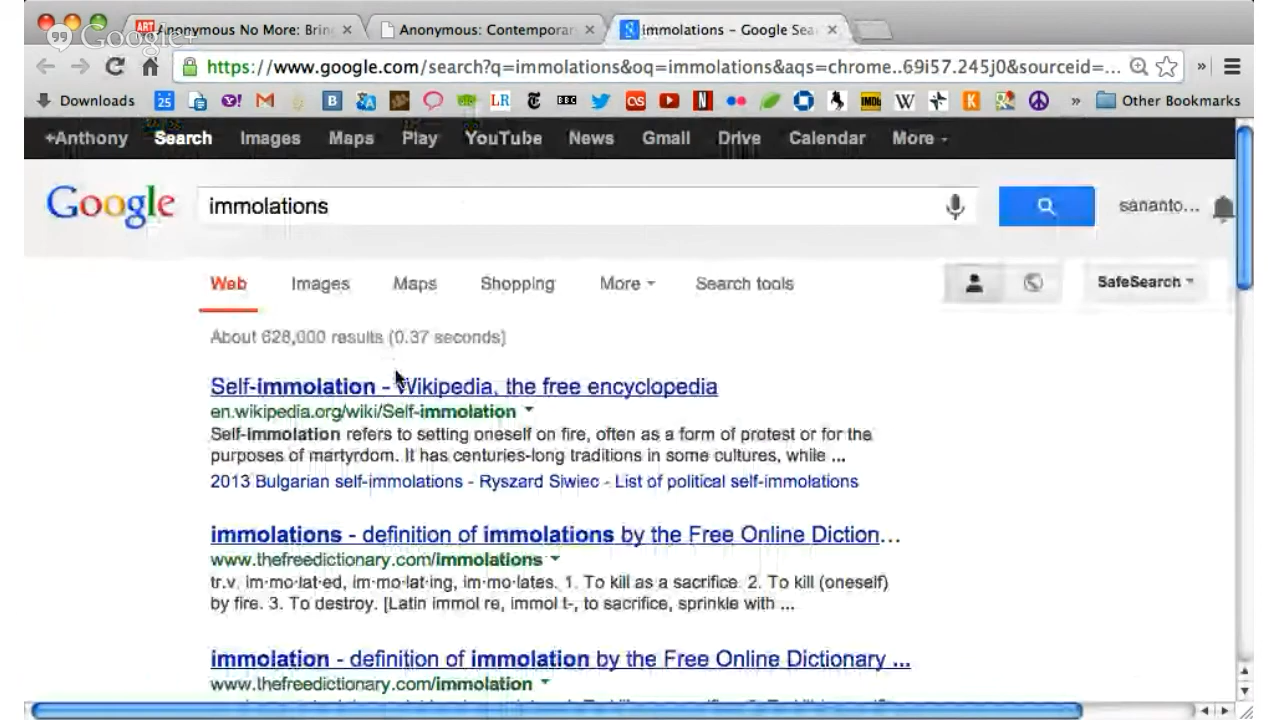 ART Anonymous No More: Brin
Anonymous: Contemporar
immolations - Google Sea
Google+
https://www.google.com/search?q=immolations&oq=immolations&aqs=chrome..69i57.245j0&sourceid=...
Downloads 25 Y! M B LR BBC os N IMDb W K » Other Bookmarks
+Anthony Search Images Maps Play YouTube News Gmail Drive Calendar More
Google immolations sananto...
Web Images Maps Shopping More Search tools SafeSearch
About 628,000 results (0.37 seconds)
Self-immolation - Wikipedia, the free encyclopedia
en.wikipedia.org/wiki/Self-immolation
Self-immolation refers to setting oneself on fire, often as a form of protest or for the
purposes of martyrdom. It has centuries-long traditions in some cultures, while ...
2013 Bulgarian self-immolations - Ryszard Siwiec - List of political self-immolations
immolations - definition of immolations by the Free Online Diction...
www.thefreedictionary.com/immolations
tr.v. im·mo·lat·ed, im·mo·lat·ing, im·mo·lates. 1. To kill as a sacrifice. 2. To kill (oneself)
by fire. 3. To destroy. [Latin immol re, immol t-, to sacrifice, sprinkle with ...
immolation - definition of immolation by the Free Online Dictionary ...
www.thefreedictionary.com/immolation